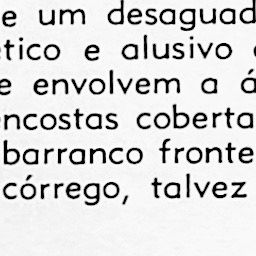 e um desaguad
ético e alusivo
e envolvem a á
ncostas coberta
barranco fronte
córrego, talvez